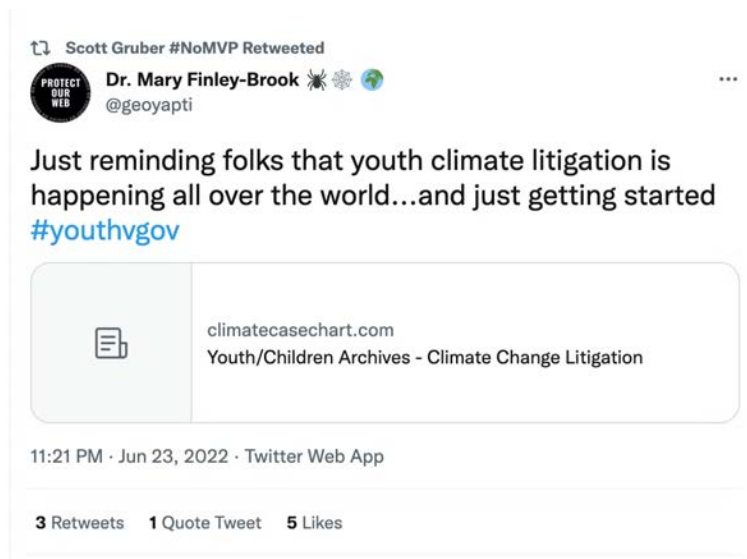 Scott Gruber #NoMVP Retweeted
PROTECT
OUR
WEB
Dr. Mary Finley-Brook 🕷️🕸️🌍
@geoyapti
Just reminding folks that youth climate litigation is
happening all over the world...and just getting started
#youthvgov
climatecasechart.com
Youth/Children Archives - Climate Change Litigation
11:21 PM · Jun 23, 2022 · Twitter Web App
3 Retweets 1 Quote Tweet 5 Likes